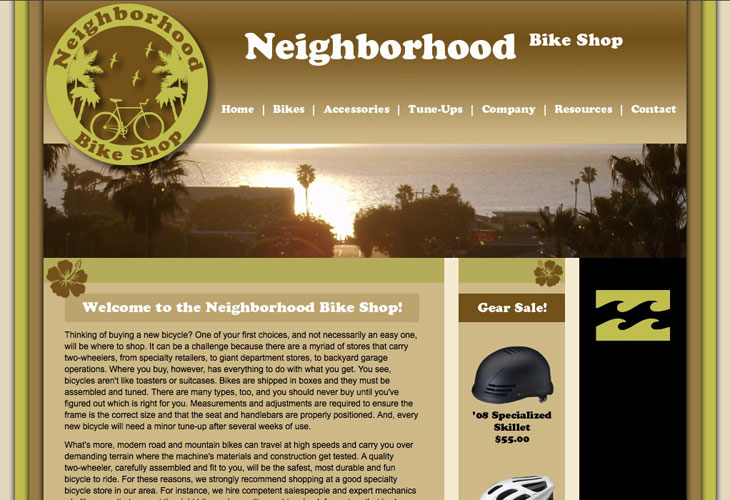 Neighborhood
Bike Shop
Neighborhood Bike Shop
Home | Bikes | Accessories | Tune-Ups | Company | Resources | Contact
Welcome to the Neighborhood Bike Shop!
Thinking of buying a new bicycle? One of your first choices, and not necessarily an easy one,
will be where to shop. It can be a challenge because there are a myriad of stores that carry
two-wheelers, from specialty retailers, to giant department stores, to backyard garage
operations. Where you buy, however, has everything to do with what you get. You see,
bicycles aren't like toasters or suitcases. Bikes are shipped in boxes and they must be
assembled and tuned. There are many types, too, and you should never buy until you've
figured out which is right for you. Measurements and adjustments are required to ensure the
frame is the correct size and that the seat and handlebars are properly positioned. And, every
new bicycle will need a minor tune-up after several weeks of use.
What's more, modern road and mountain bikes can travel at high speeds and carry you over
demanding terrain where the machine's materials and construction get tested. A quality
two-wheeler, carefully assembled and fit to you, will be the safest, most durable and fun
bicycle to ride. For these reasons, we strongly recommend shopping at a good specialty
bicycle store in our area. For instance, we hire competent salespeople and expert mechanics
Gear Sale!
'08 Specialized
Skillet
$55.00